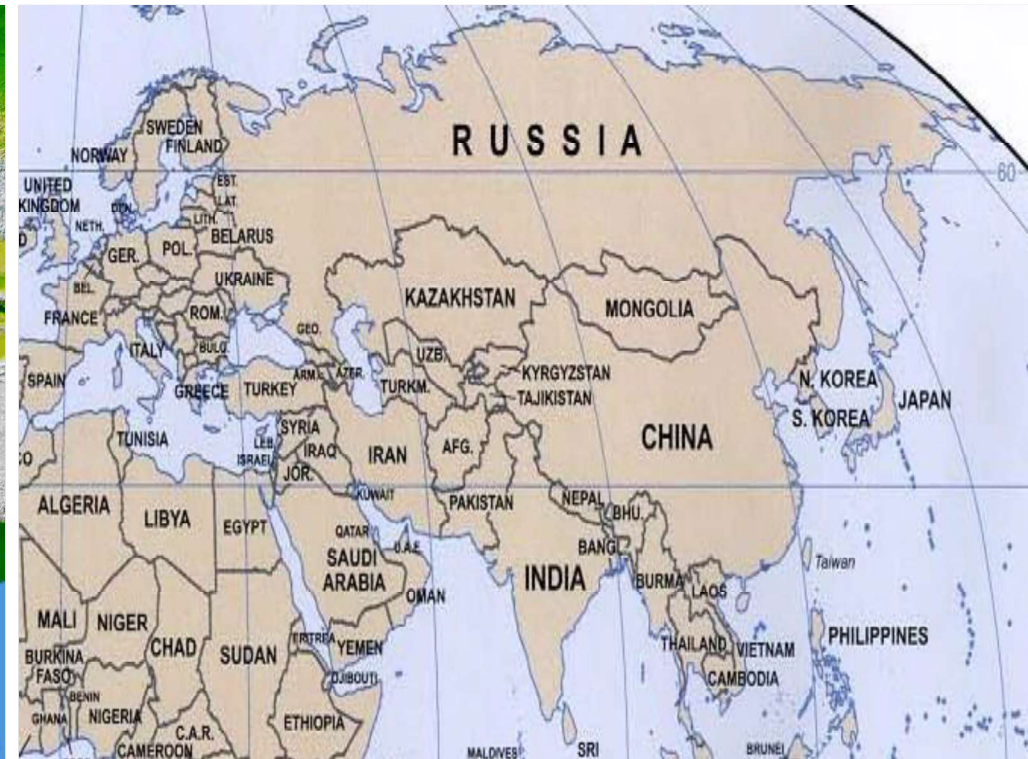 RUSSIA
SWEDEN
FINLAND
NORWAY
60
UNITED
KINGDOM
EST.
LAT.
LITH.
DEN.
NETH.
BELARUS
GER.
POL.
BEL.
UKRAINE
KAZAKHSTAN
MONGOLIA
FRANCE
ROM.
GEO.
ITALY
BULG.
UZB.
KYRGYZSTAN
N. KOREA
SPAIN
GREECE
TURKEY
ARM.
AZER.
TURKM.
TAJIKISTAN
JAPAN
S. KOREA
TUNISIA
SYRIA
LEB.
ISRAEL
IRAQ
IRAN
AFG.
CHINA
CO
JOR.
KUWAIT
PAKISTAN
NEPAL
BHU.
ALGERIA
LIBYA
EGYPT
QATAR
U.A.E.
SAUDI
ARABIA
BANG.
INDIA
Taiwan
OMAN
BURMA
LAOS
MALI
NIGER
CHAD
SUDAN
ERITREA
YEMEN
THAILAND
VIETNAM
PHILIPPINES
BURKINA
FASO
DJIBOUTI
CAMBODIA
BENIN
GHANA
NIGERIA
C.A.R.
ETHIOPIA
CAMEROON
MALDIVES
SRI
BRUNEI